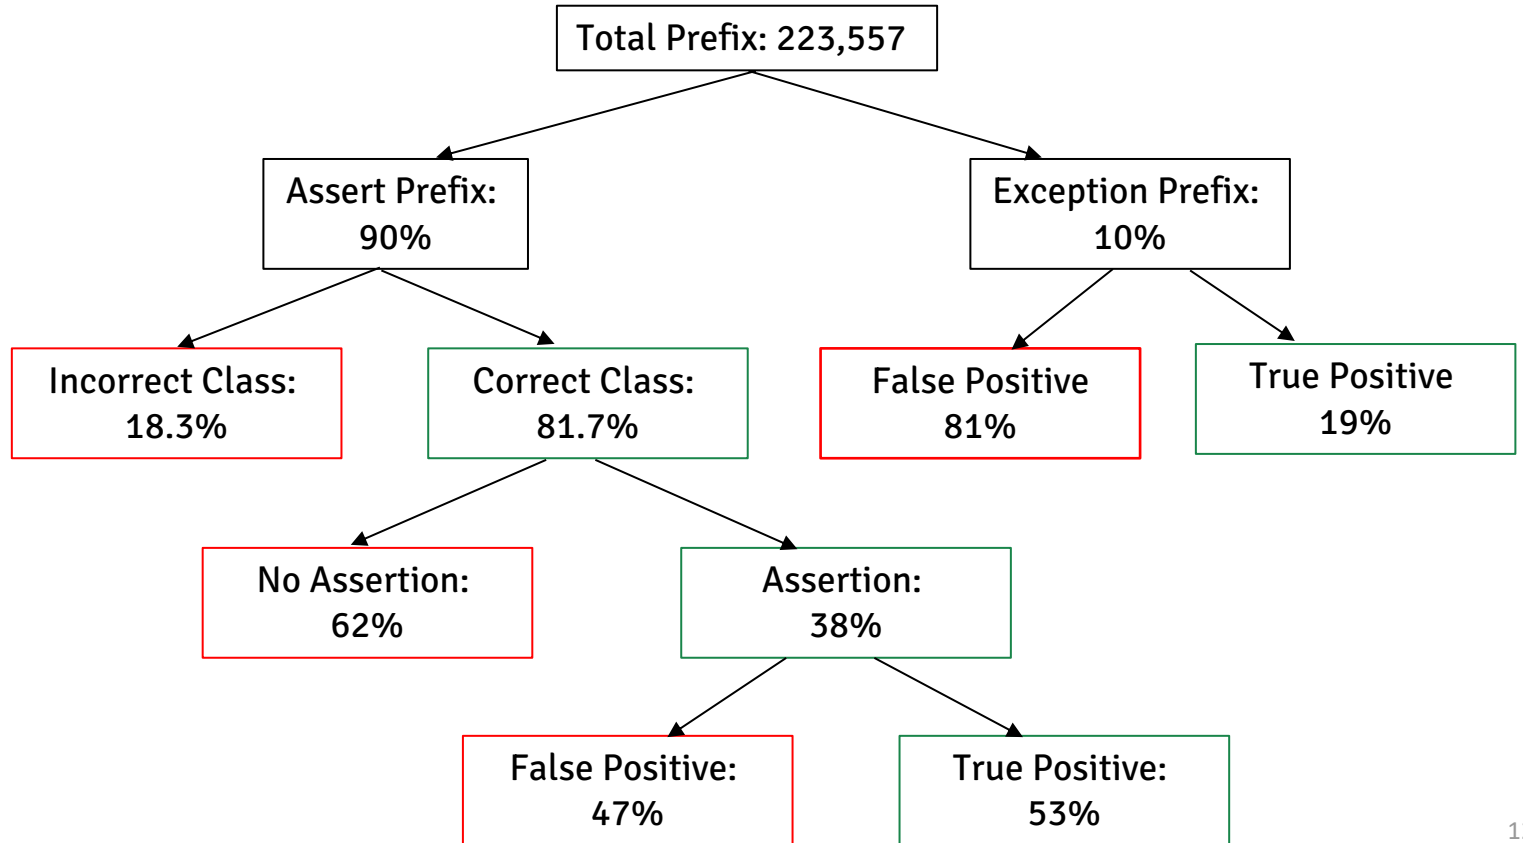 Total Prefix: 223,557
Assert Prefix:
90%
Exception Prefix:
10%
Incorrect Class:
18.3%
Correct Class:
81.7%
False Positive
81%
True Positive
19%
No Assertion:
62%
Assertion:
38%
False Positive:
47%
True Positive:
53%